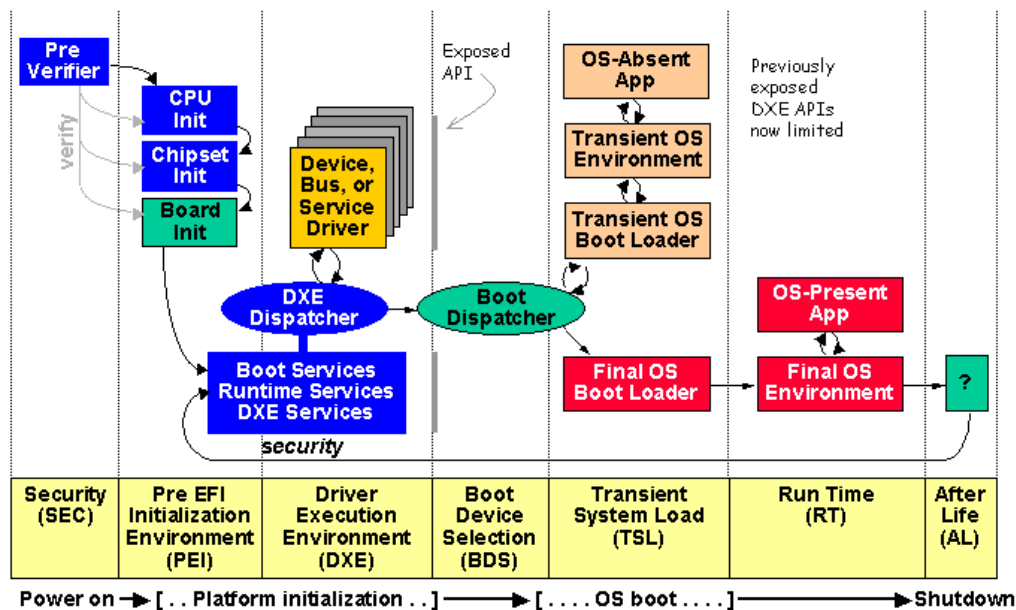 Pre
Verifier
verify
CPU
Init
Chipset
Init
Board
Init
Device,
Bus, or
Service
Driver
DXE
Dispatcher
Boot Services
Runtime Services
DXE Services
security
Exposed
API
Boot
Dispatcher
OS-Absent
App
Transient OS
Environment
Transient OS
Boot Loader
Final OS
Boot Loader
Previously
exposed
DXE APIs
now limited
OS-Present
App
Final OS
Environment
?
Security
(SEC)
Pre EFI
Initialization
Environment
(PEI)
Driver
Execution
Environment
(DXE)
Boot
Device
Selection
(BDS)
Transient
System Load
(TSL)
Run Time
(RT)
After
Life
(AL)
Power on [ . . Platform initialization . . ] [ . . . . OS boot . . . . ] Shutdown